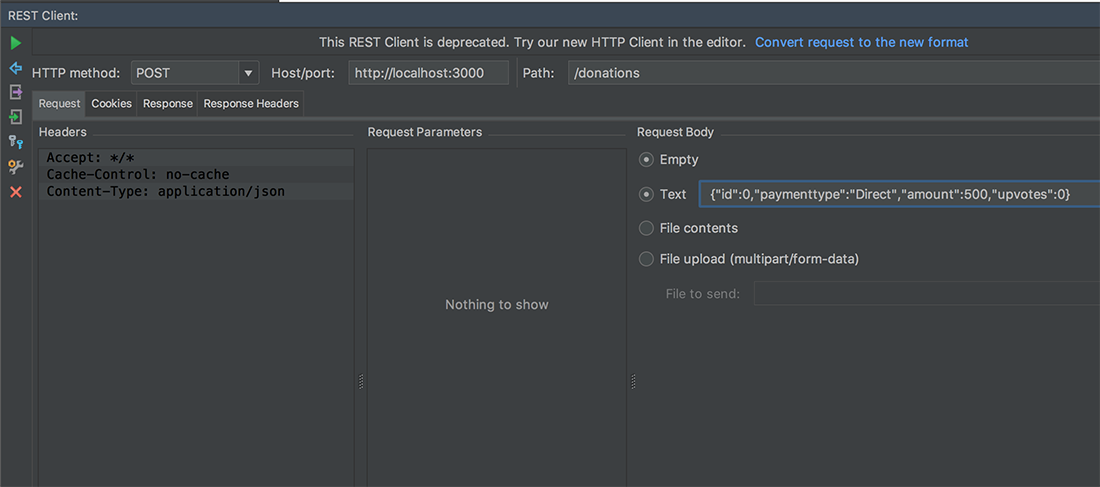 REST Client:
This REST Client is deprecated. Try our new HTTP Client in the editor. Convert request to the new format
HTTP method: POST Host/port: http://localhost:3000 Path: /donations
Request Cookies Response Response Headers
Headers
Accept: */*
Cache-Control: no-cache
Content-Type: application/json
Request Parameters
Nothing to show
Request Body
Empty
Text {"id":0,"paymenttype":"Direct","amount":500,"upvotes":0}
File contents
File upload (multipart/form-data)
File to send: